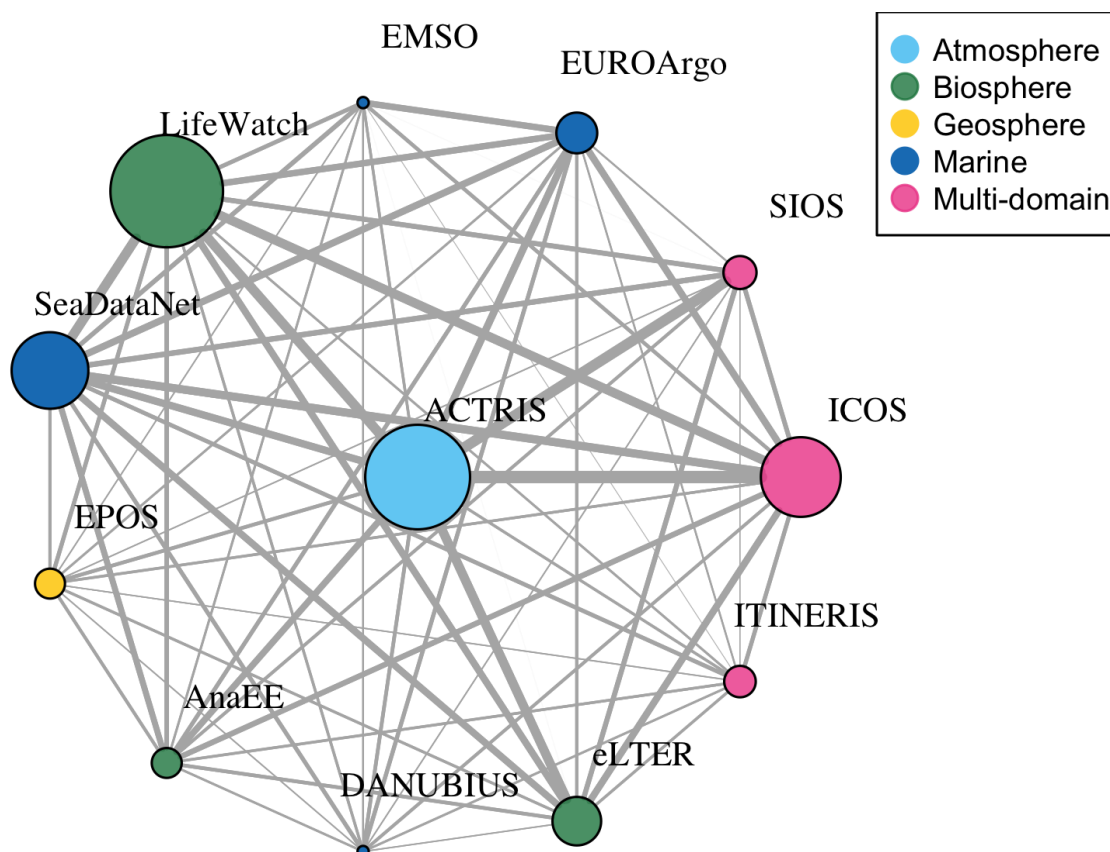 EMSO
EUROArgo
LifeWatch
SIOS
SeaDataNet
ACTRIS
ICOS
EPOS
ITINERIS
AnaEE
eLTER
DANUBIUS
Atmosphere
Biosphere
Geosphere
Marine
Multi-domain